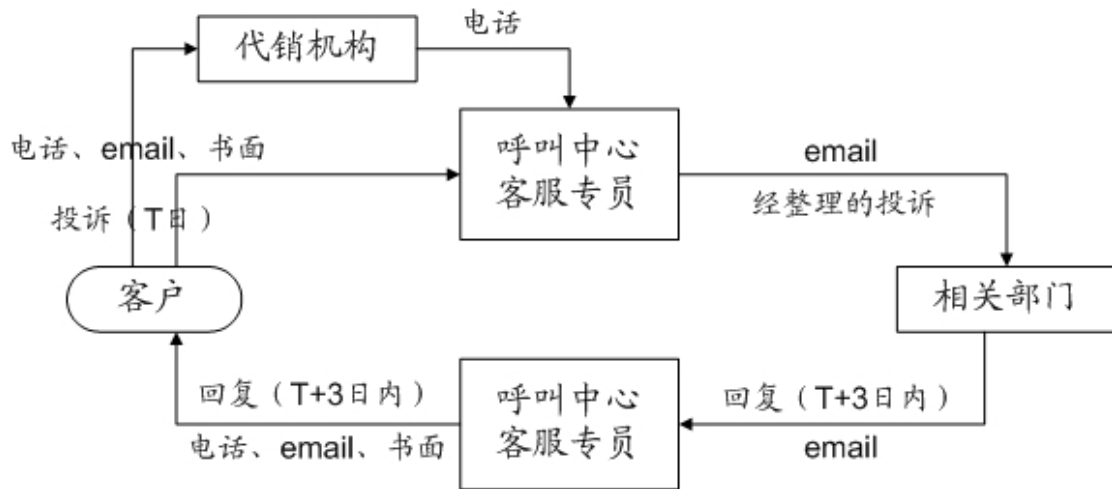 代销机构
电话
电话、email、书面
投诉（T日）
呼叫中心
客服专员
email
经整理的投诉
客户
相关部门
回复（T+3日内）
电话、email、书面
呼叫中心
客服专员
回复（T+3日内）
email